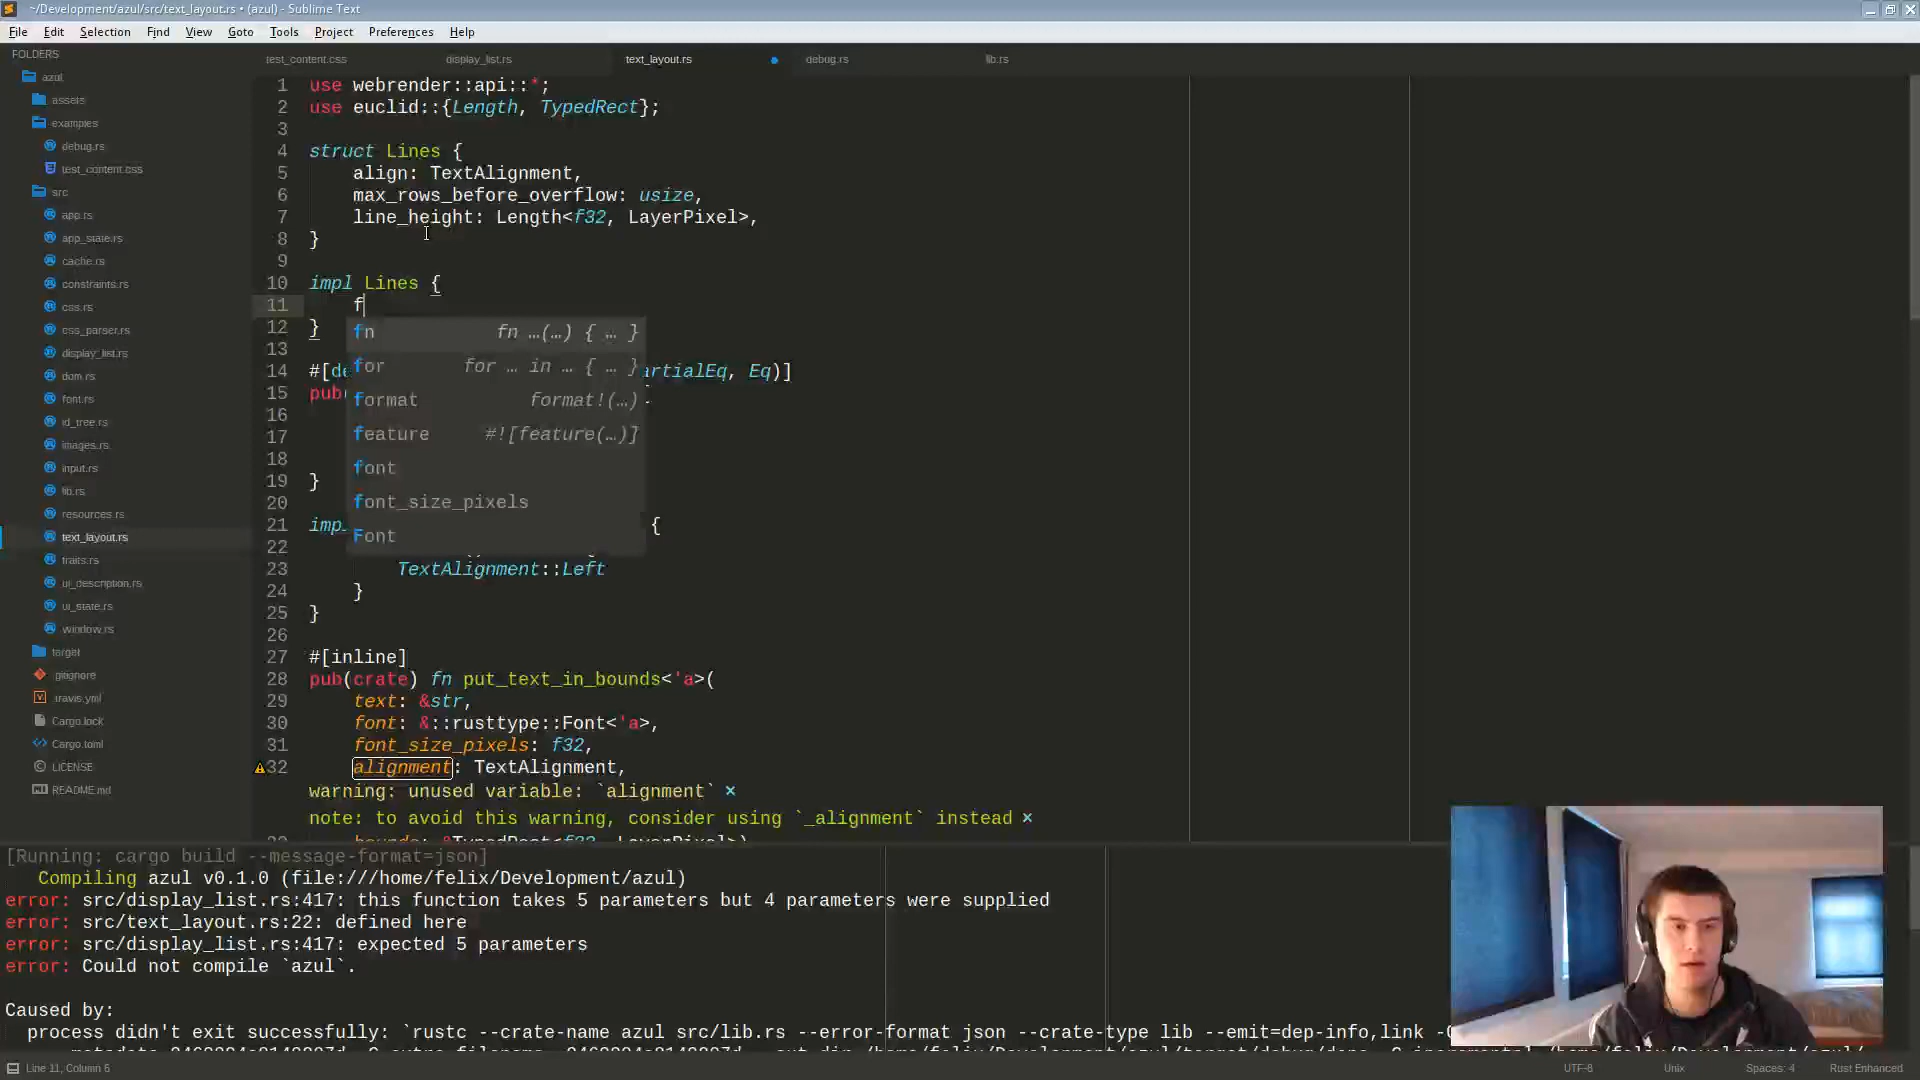 ~/Development/azul/src/text_layout.rs • (azul) - Sublime Text
File Edit Selection Find View Goto Tools Project Preferences Help
FOLDERS
azul
assets
examples
debug.rs
test_content.css
src
app.rs
app_state.rs
cache.rs
constraints.rs
css.rs
css_parser.rs
display_list.rs
dom.rs
font.rs
id_tree.rs
images.rs
input.rs
lib.rs
resources.rs
text_layout.rs
traits.rs
ui_description.rs
ui_state.rs
window.rs
target
.gitignore
.travis.yml
Cargo.lock
Cargo.toml
LICENSE
README.md
test_content.css display_list.rs text_layout.rs debug.rs lib.rs
1 use webrender::api::*;
2 use euclid::{Length, TypedRect};
3
4 struct Lines {
5 align: TextAlignment,
6 max_rows_before_overflow: usize,
7 line_height: Length<f32, LayerPixel>,
8 }
9
10 impl Lines {
11 f
12 }
13
14 #[de artialEq, Eq)]
15 pub
16
17
18
19 }
20
21 imp {
22
23 TextAlignment::Left
24 }
25 }
26
27 #[inline]
28 pub(crate) fn put_text_in_bounds<'a>(
29 text: &str,
30 font: &::rusttype::Font<'a>,
31 font_size_pixels: f32,
32 alignment: TextAlignment,
warning: unused variable: `alignment` ×
note: to avoid this warning, consider using `_alignment` instead ×
bounds: &TypedRect<f32, LayerPixel>)
fn fn …(…) { … }
for for … in … { … }
format format!(…)
feature #![feature(…)]
font
font_size_pixels
Font
[Running: cargo build --message-format=json]
Compiling azul v0.1.0 (file:///home/felix/Development/azul)
error: src/display_list.rs:417: this function takes 5 parameters but 4 parameters were supplied
error: src/text_layout.rs:22: defined here
error: src/display_list.rs:417: expected 5 parameters
error: Could not compile `azul`.
Caused by:
process didn't exit successfully: `rustc --crate-name azul src/lib.rs --error-format json --crate-type lib --emit=dep-info,link
Line 11, Column 6
UTF-8 Unix Spaces: 4 Rust Enhanced